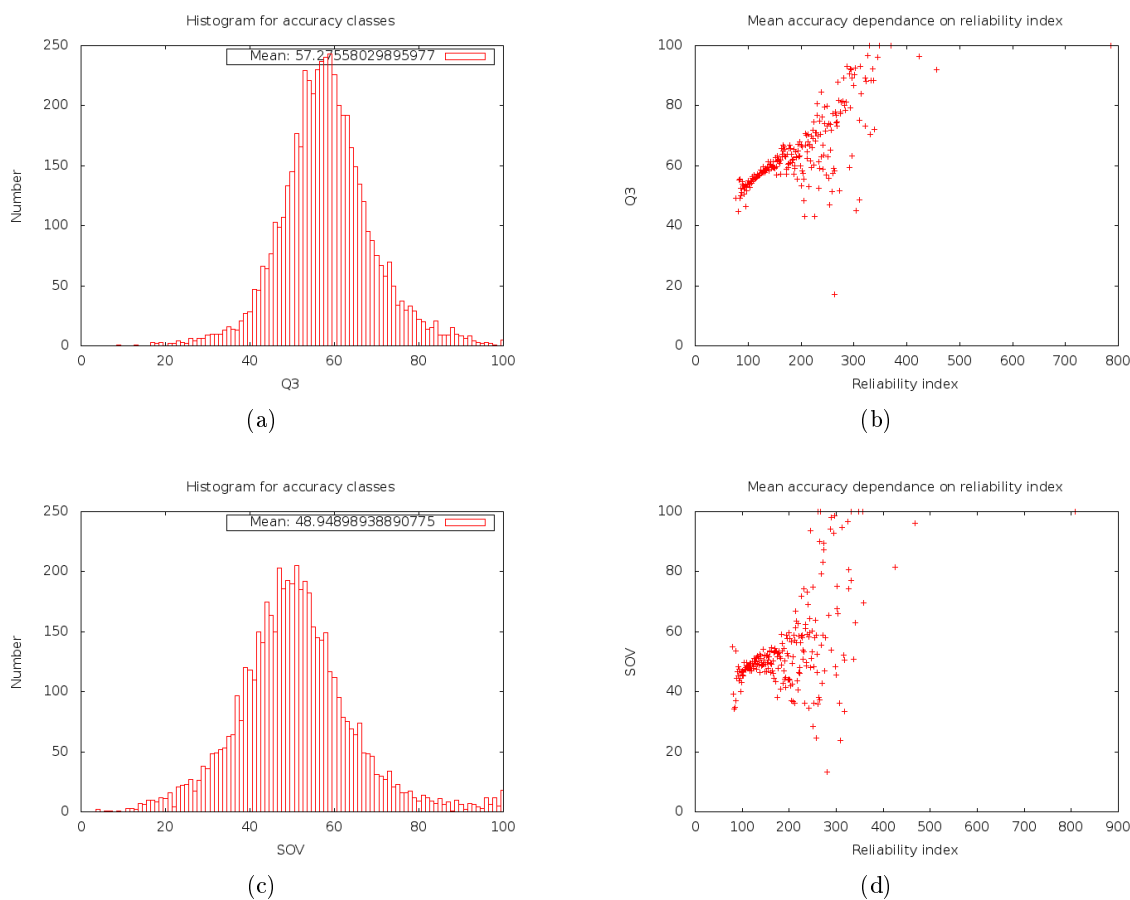 Histogram for accuracy classes
250
200
150
100
50
0
0 20 40 60 80 100
Number
Q3
Mean: 57.27558029895977
(a)
Mean accuracy dependance on reliability index
100
80
60
40
20
0
0 100 200 300 400 500 600 700 800
Q3
Reliability index
(b)
Histogram for accuracy classes
250
200
150
100
50
0
0 20 40 60 80 100
Number
SOV
Mean: 48.94898938890775
(c)
Mean accuracy dependance on reliability index
100
80
60
40
20
0
0 100 200 300 400 500 600 700 800 900
SOV
Reliability index
(d)